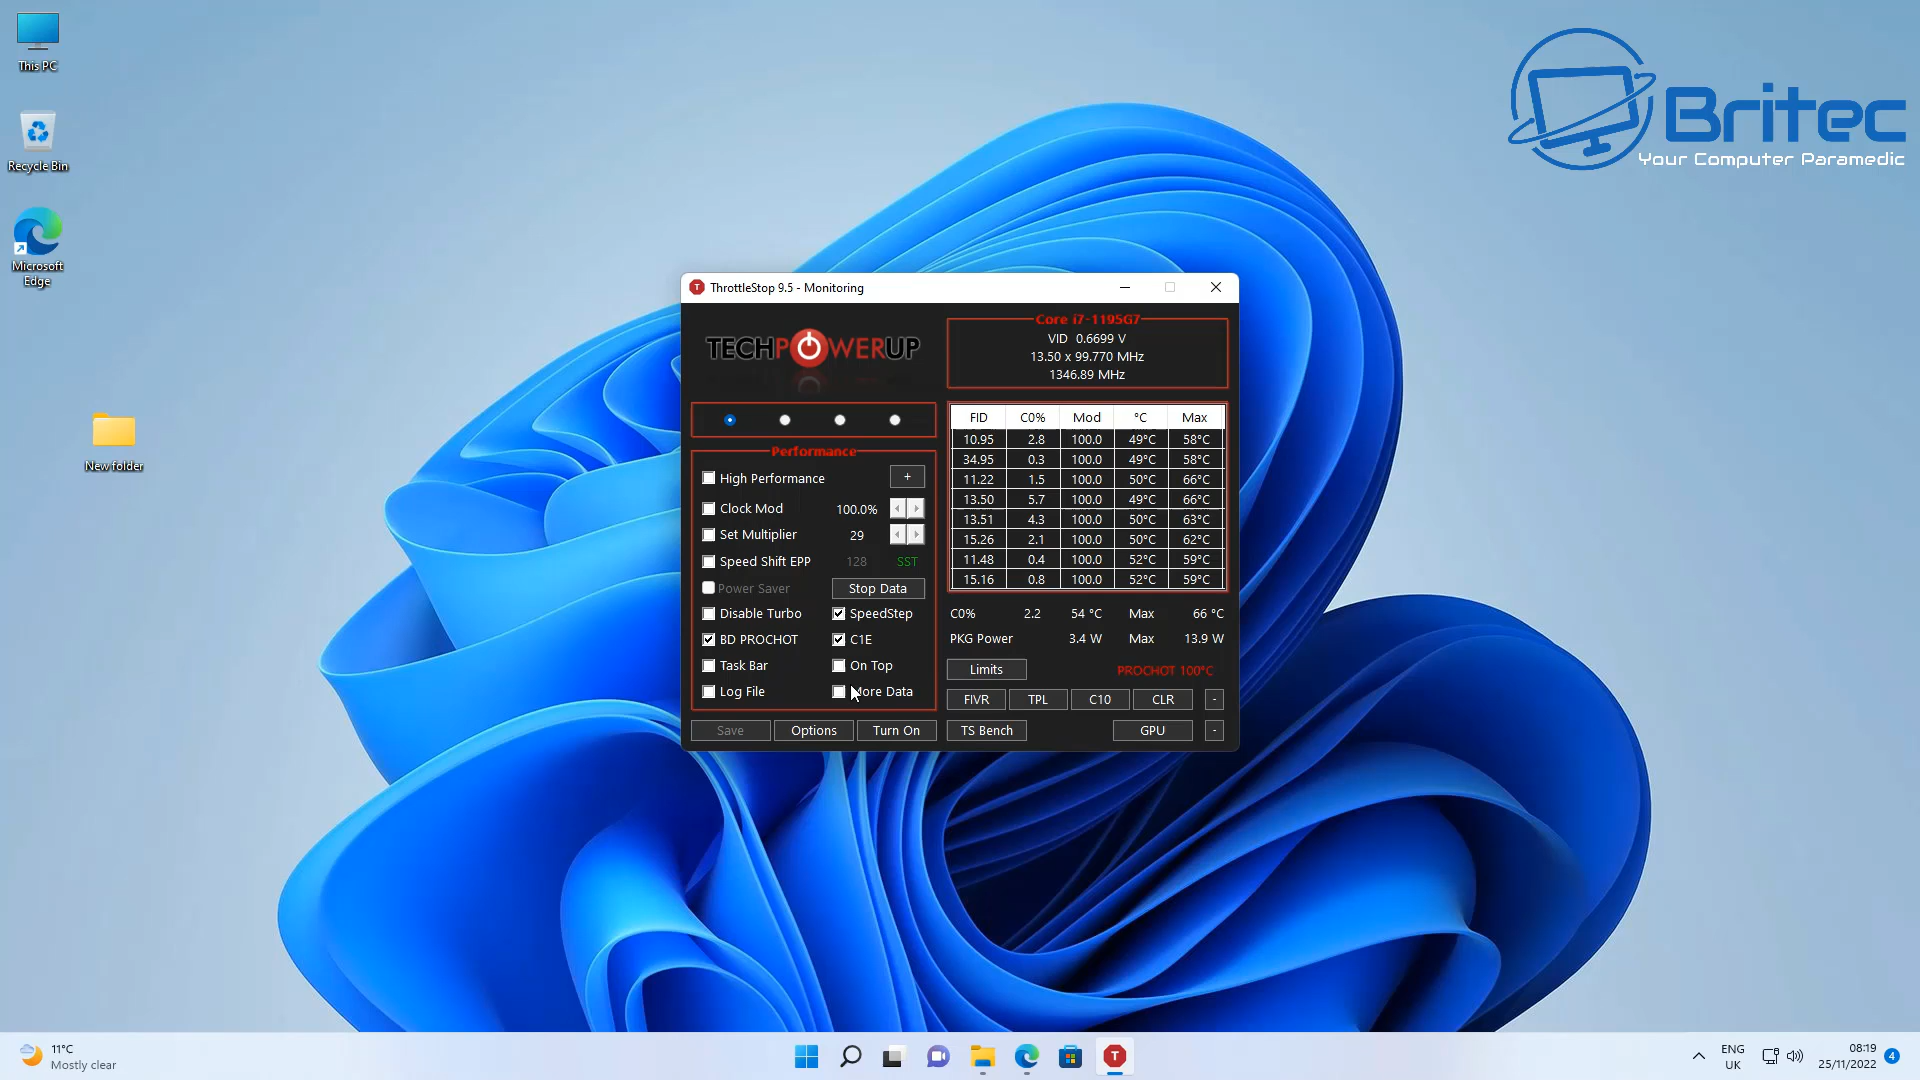 This PC
Recycle Bin
Microsoft
Edge
New folder
Britec
Your Computer Paramedic
ThrottleStop 9.5 - Monitoring
TECHPOWERUP
Performance
High Performance +
Clock Mod 100.0%
Set Multiplier 29
Speed Shift EPP 128 SST
Power Saver Stop Data
Disable Turbo SpeedStep
BD PROCHOT C1E
Task Bar On Top
Log File More Data
Save Options Turn On
Core i7-1195G7
VID 0.6699 V
13.50 x 99.770 MHz
1346.89 MHz
FID C0% Mod °C Max
10.95 2.8 100.0 49°C 58°C
34.95 0.3 100.0 49°C 58°C
11.22 1.5 100.0 50°C 66°C
13.50 5.7 100.0 49°C 66°C
13.51 4.3 100.0 50°C 63°C
15.26 2.1 100.0 50°C 62°C
11.48 0.4 100.0 52°C 59°C
15.16 0.8 100.0 52°C 59°C
C0% 2.2 54 °C Max 66 °C
PKG Power 3.4 W Max 13.9 W
Limits PROCHOT 100°C
FIVR TPL C10 CLR -
TS Bench GPU -
11°C
Mostly clear
T
ENG
UK
08:19
25/11/2022
4